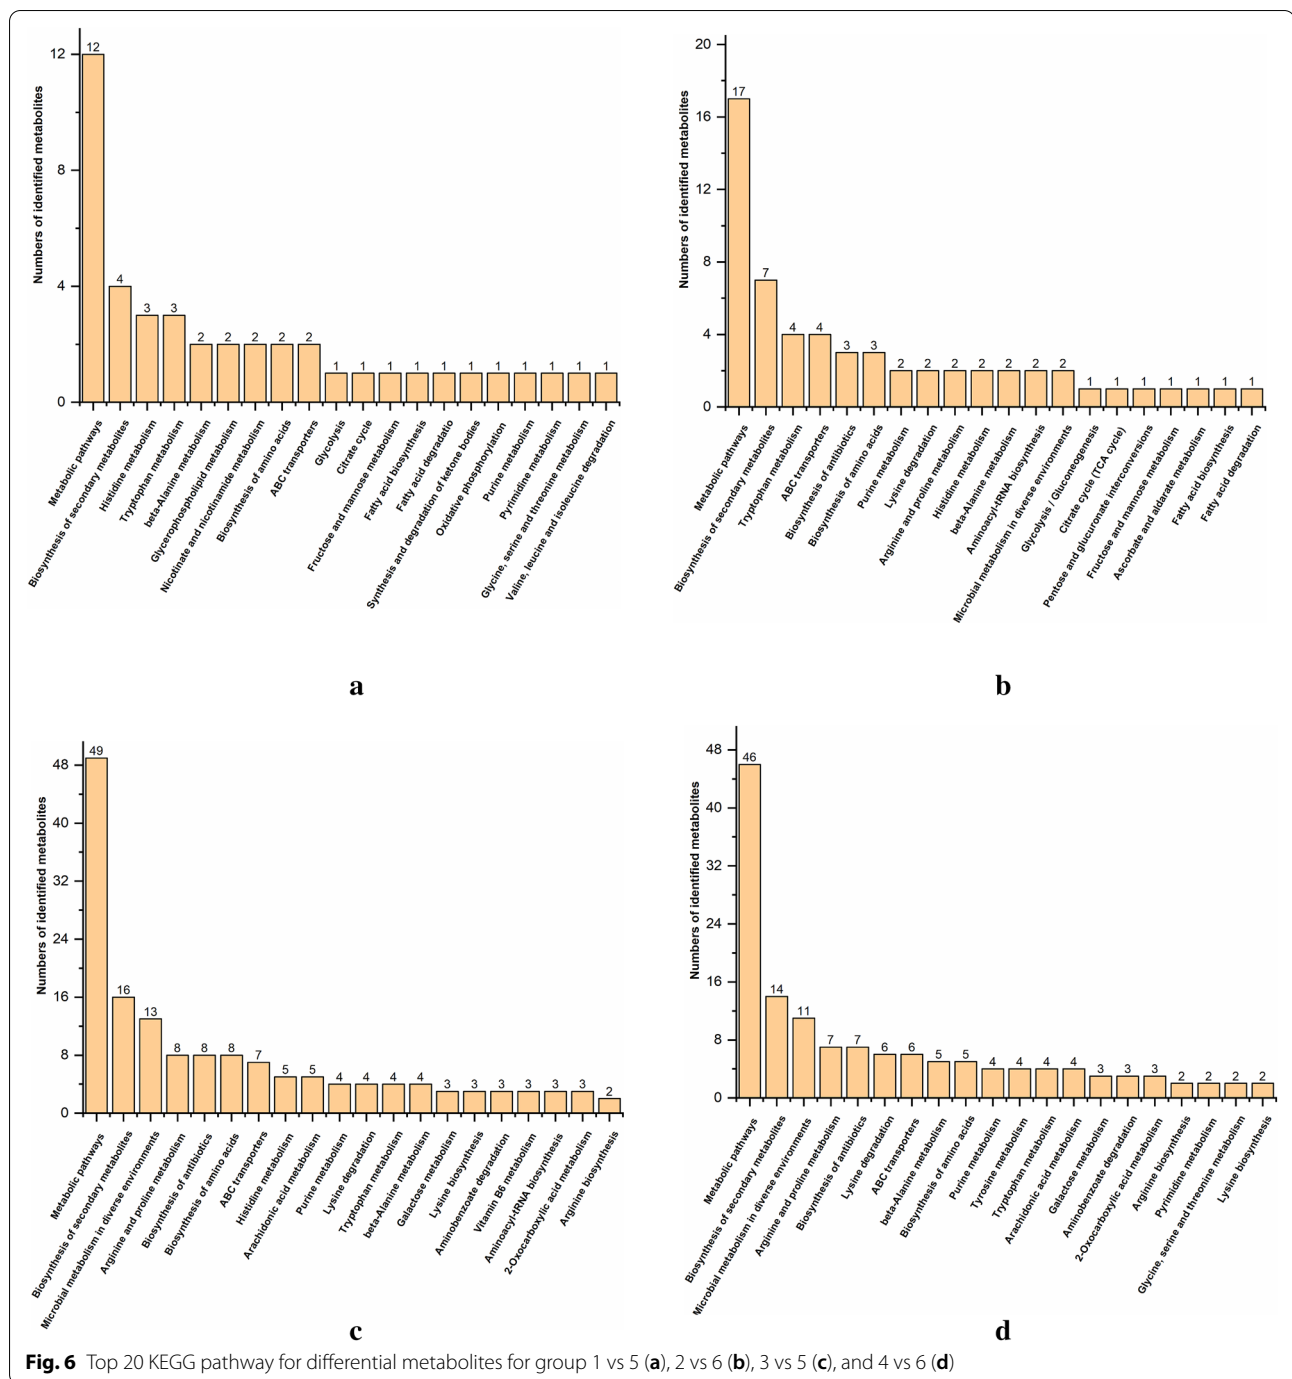 Numbers of identified metabolites
12
8
4
0
12
4
3
3
2
2
2
2
2
1
1
1
1
1
1
1
1
1
1
1
Metabolic pathways
Biosynthesis of secondary metabolites
Histidine metabolism
Tryptophan metabolism
beta-Alanine metabolism
Glycerophospholipid metabolism
Nicotinate and nicotinamide metabolism
Biosynthesis of amino acids
ABC transporters
Glycolysis
Citrate cycle
Fructose and mannose metabolism
Fatty acid biosynthesis
Fatty acid degradatio
Synthesis and degradation of ketone bodies
Oxidative phosphorylation
Purine metabolism
Pyrimidine metabolism
Glycine, serine and threonine metabolism
Valine, leucine and isoleucine degradation
a
Numbers of identified metabolites
20
16
12
8
4
0
17
7
4
4
3
3
2
2
2
2
2
2
2
1
1
1
1
1
1
1
Metabolic pathways
Biosynthesis of secondary metabolites
Tryptophan metabolism
ABC transporters
Biosynthesis of antibiotics
Biosynthesis of amino acids
Purine metabolism
Lysine degradation
Arginine and proline metabolism
Histidine metabolism
beta-Alanine metabolism
Aminoacyl-tRNA biosynthesis
Microbial metabolism in diverse environments
Glycolysis / Gluconeogenesis
Citrate cycle (TCA cycle)
Pentose and glucuronate interconversions
Fructose and mannose metabolism
Ascorbate and aldarate metabolism
Fatty acid biosynthesis
Fatty acid degradation
b
Numbers of identified metabolites
48
40
32
24
16
8
0
49
16
13
8
8
8
7
5
5
4
4
4
4
3
3
3
3
3
3
2
Metabolic pathways
Biosynthesis of secondary metabolites
Microbial metabolism in diverse environments
Arginine and proline metabolism
Biosynthesis of antibiotics
Biosynthesis of amino acids
ABC transporters
Histidine metabolism
Arachidonic acid metabolism
Purine metabolism
Lysine degradation
Tryptophan metabolism
beta-Alanine metabolism
Galactose metabolism
Lysine biosynthesis
Aminobenzoate degradation
Vitamin B6 metabolism
Aminoacyl-tRNA biosynthesis
2-Oxocarboxylic acid metabolism
Arginine biosynthesis
c
Numbers of identified metabolites
48
40
32
24
16
8
0
46
14
11
7
7
6
6
5
5
4
4
4
4
3
3
3
2
2
2
2
Metabolic pathways
Biosynthesis of secondary metabolites
Microbial metabolism in diverse environments
Arginine and proline metabolism
Biosynthesis of antibiotics
Lysine degradation
ABC transporters
beta-Alanine metabolism
Biosynthesis of amino acids
Purine metabolism
Tyrosine metabolism
Tryptophan metabolism
Arachidonic acid metabolism
Galactose metabolism
Aminobenzoate degradation
2-Oxocarboxylic acid metabolism
Arginine biosynthesis
Pyrimidine metabolism
Glycine, serine and threonine metabolism
Lysine biosynthesis
d
Fig. 6 Top 20 KEGG pathway for differential metabolites for group 1 vs 5 (a), 2 vs 6 (b), 3 vs 5 (c), and 4 vs 6 (d)